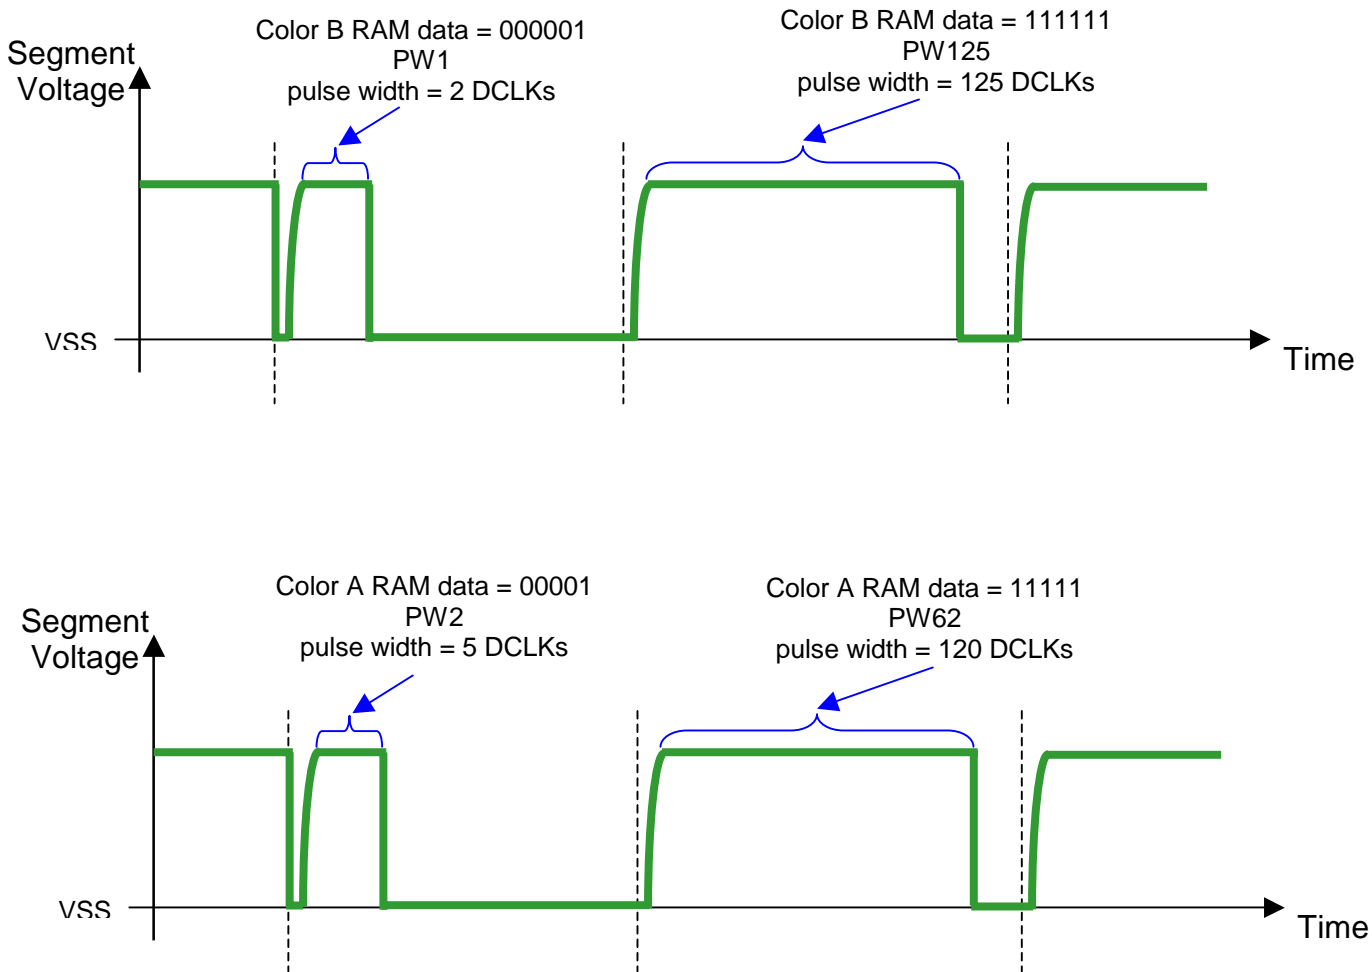 Color B RAM data = 000001
PW1
pulse width = 2 DCLKs
Color B RAM data = 111111
PW125
pulse width = 125 DCLKs
Segment
Voltage
VSS
Time
Color A RAM data = 00001
PW2
pulse width = 5 DCLKs
Color A RAM data = 11111
PW62
pulse width = 120 DCLKs
Segment
Voltage
VSS
Time